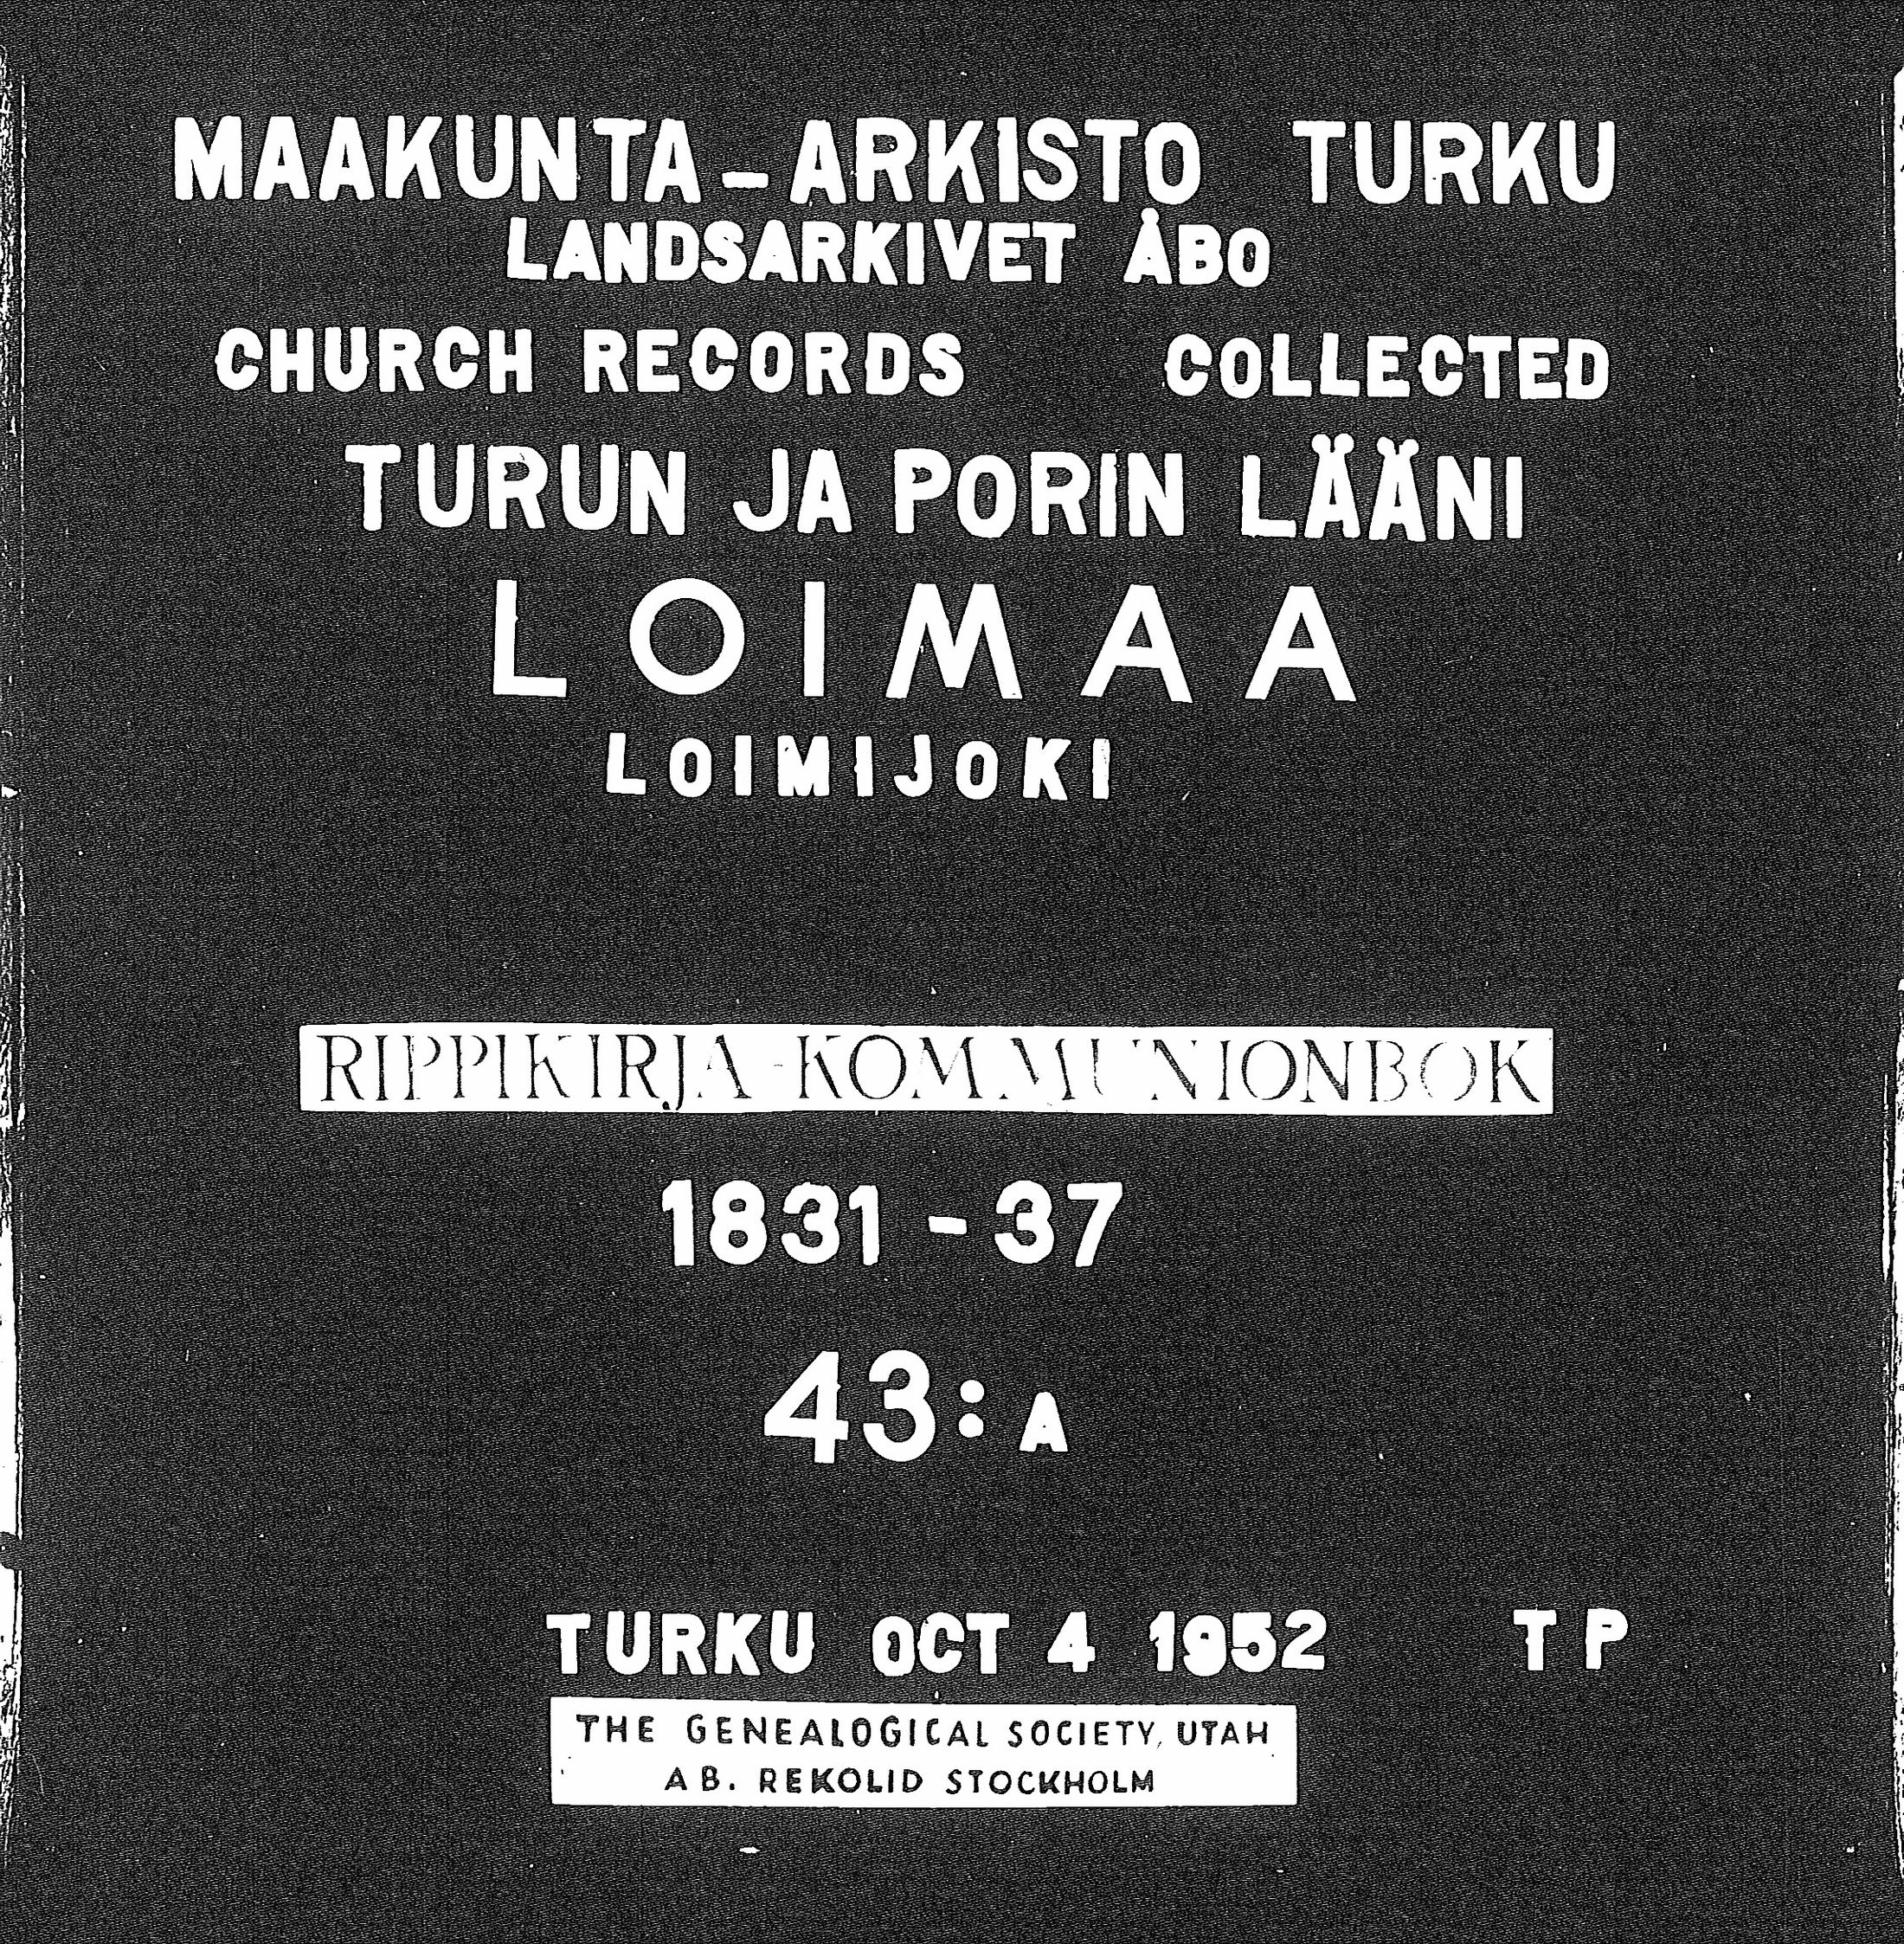 MAAKUNTA-ARKISTO TURKU
LANDSARKIVET ÅBO
CHURCH RECORDS COLLECTED
TURUN JA PORIN LÄÄNI
LOIMAA
LOIMIJOKI
RIPPIKIRJA-KOMMUNIONBOK
1831-37
43:A
TURKU OCT 4 1952 TP
THE GENEALOGICAL SOCIETY, UTAH
AB. REKOLID STOCKHOLM